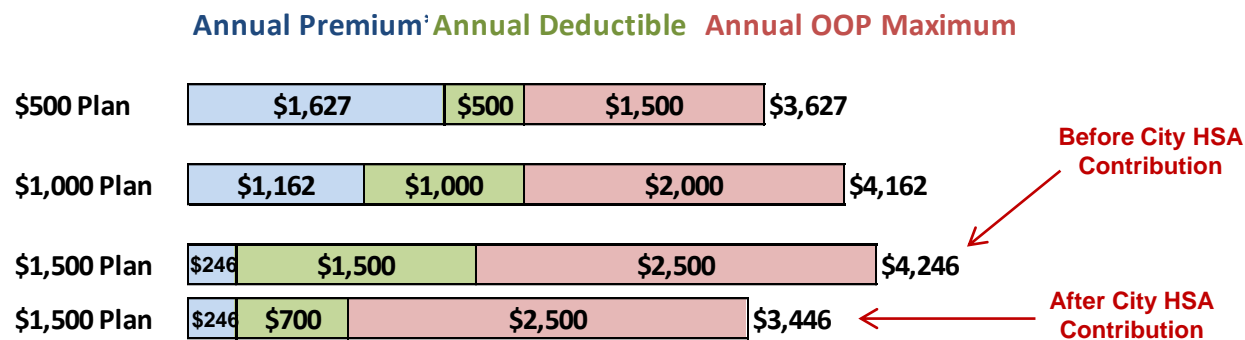 Annual Premium* Annual Deductible Annual OOP Maximum
$500 Plan $1,627 $500 $1,500 $3,627
Before City HSA
Contribution
$1,000 Plan $1,162 $1,000 $2,000 $4,162
$1,500 Plan $246 $1,500 $2,500 $4,246
$1,500 Plan $246 $700 $2,500 $3,446
After City HSA
Contribution